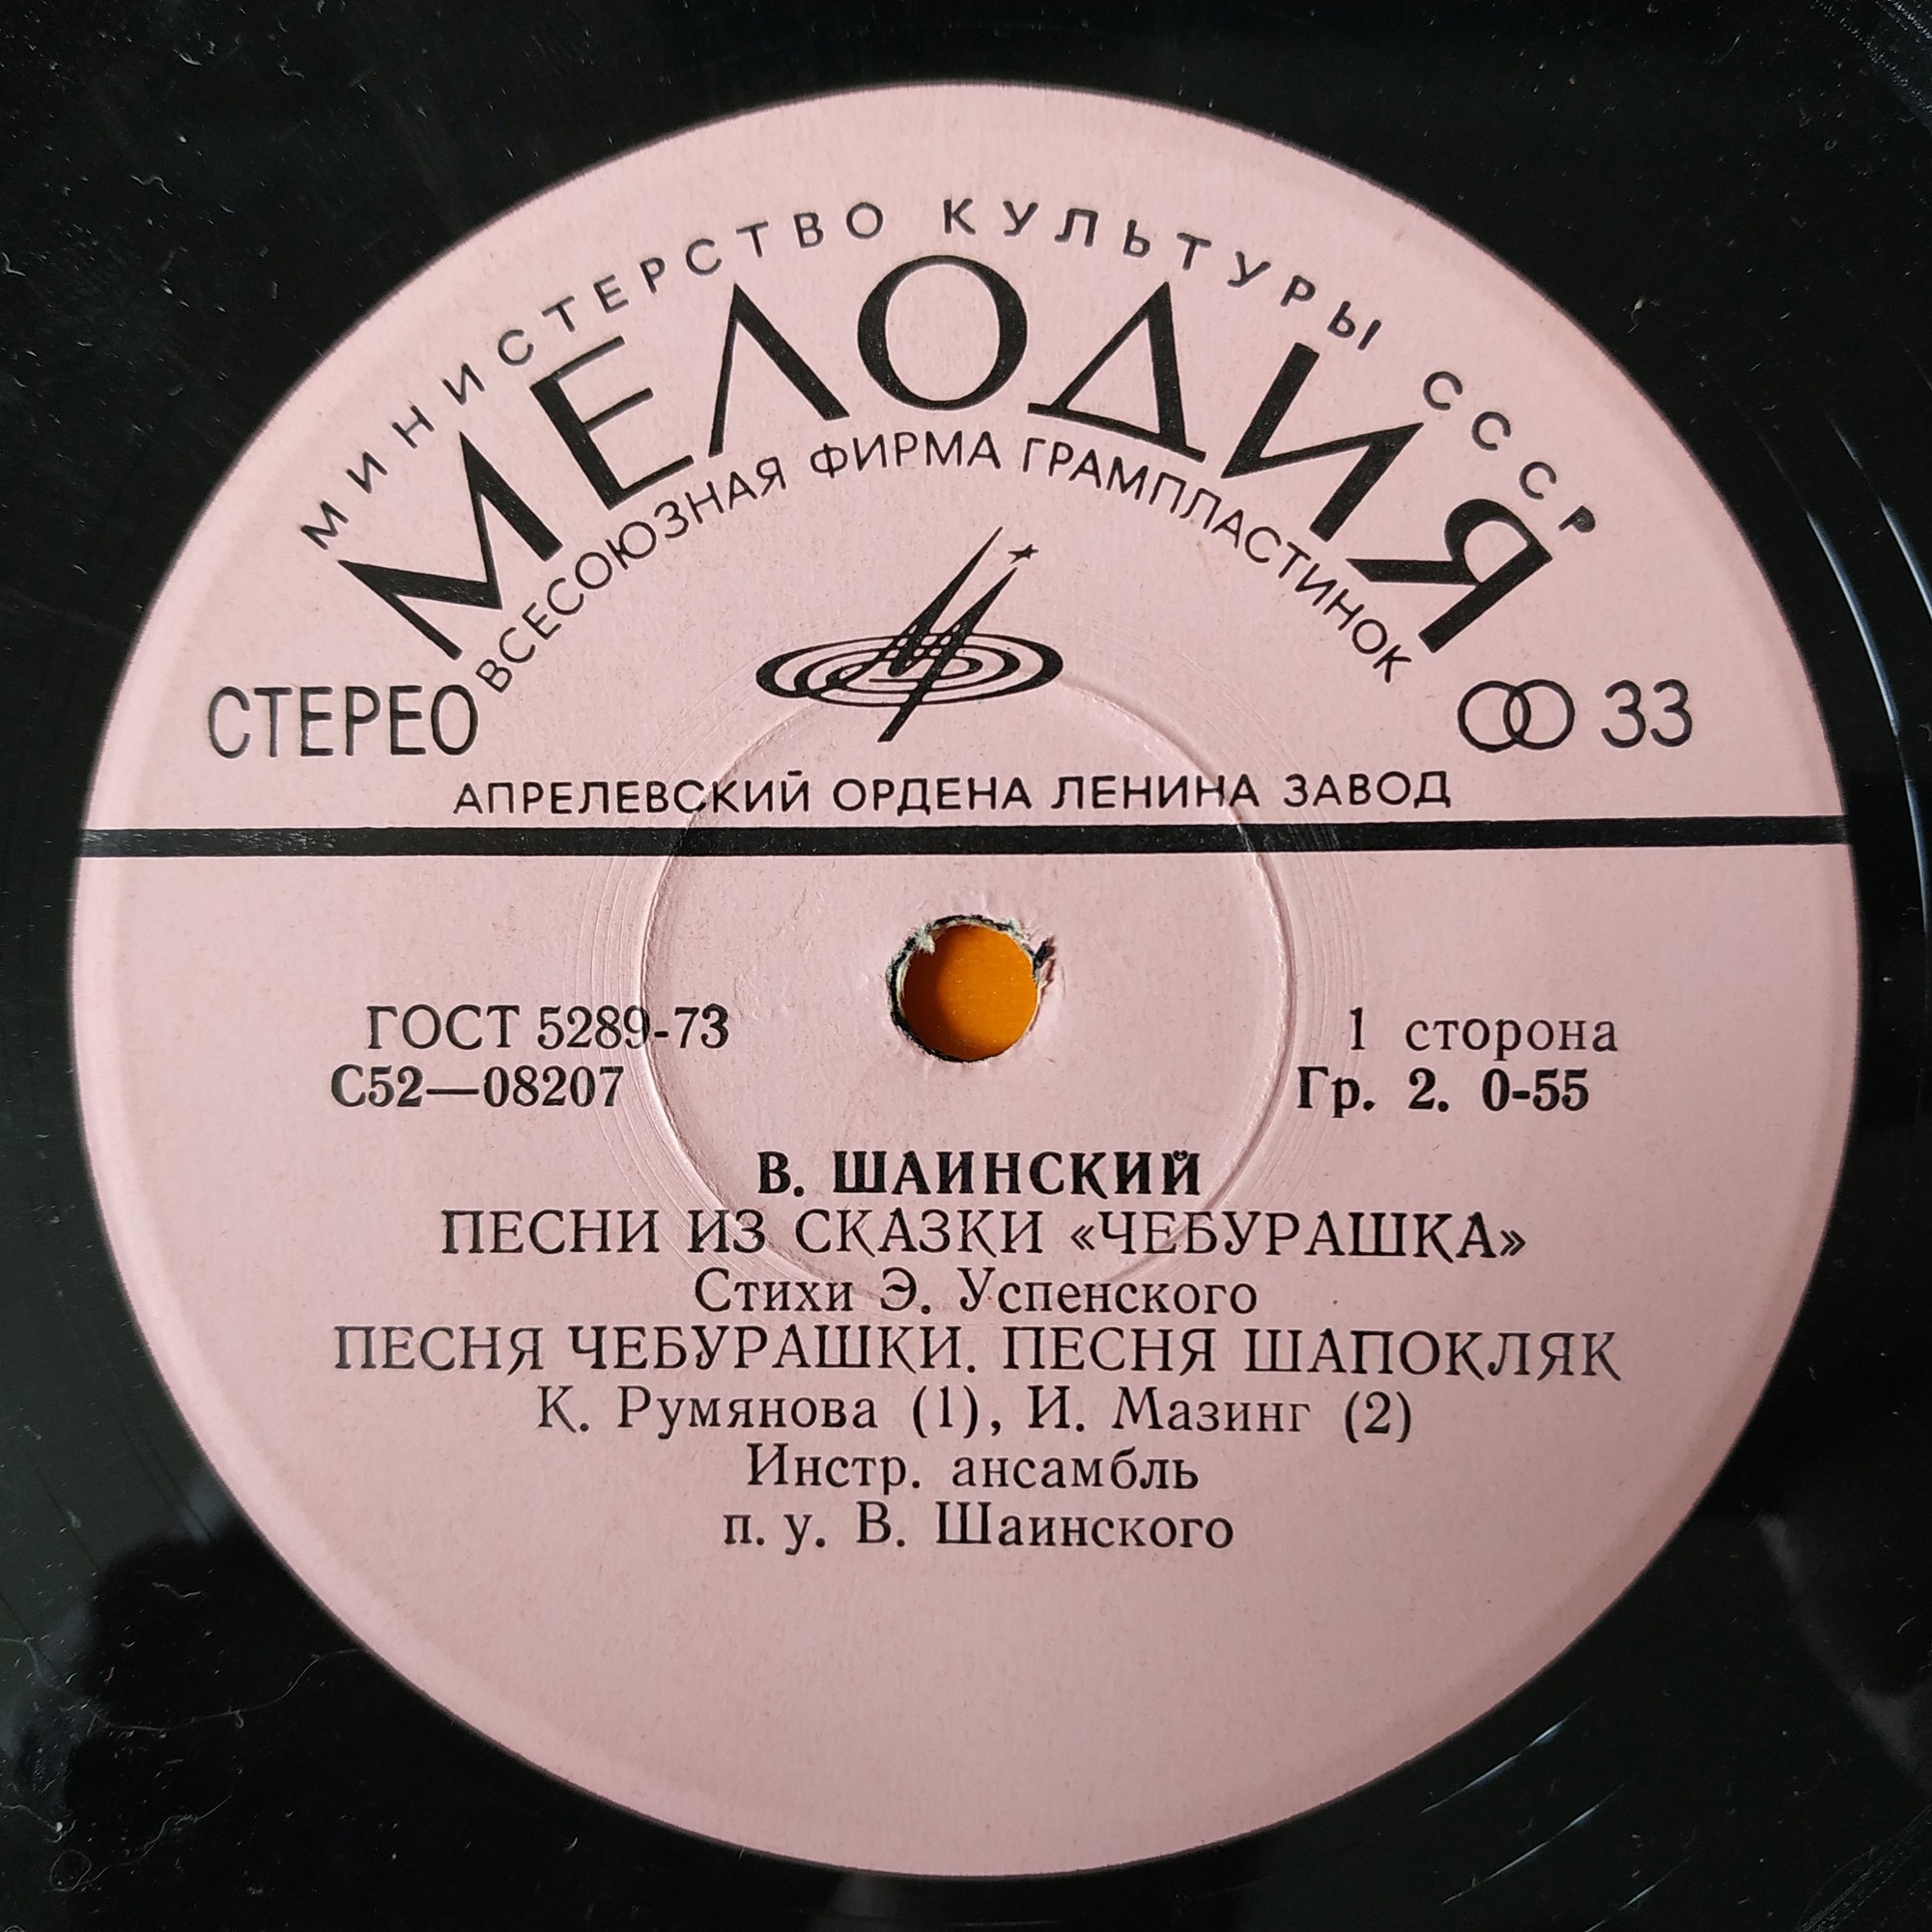 МИНИСТЕРСТВО КУЛЬТУРЫ СССР
МЕЛОДИЯ
ВСЕСОЮЗНАЯ ФИРМА ГРАМПЛАСТИНОК
СТЕРЕО
33
АПРЕЛЕВСКИЙ ОРДЕНА ЛЕНИНА ЗАВОД
ГОСТ 5289-73
1 сторона
С52—08207
Гр. 2. 0-55
В. ШАИНСКИЙ
ПЕСНИ ИЗ СКАЗКИ «ЧЕБУРАШКА»
Стихи Э. Успенского
ПЕСНЯ ЧЕБУРАШКИ. ПЕСНЯ ШАПОКЛЯК
К. Румянова (1), И. Мазинг (2)
Инстр. ансамбль
п. у. В. Шаинского